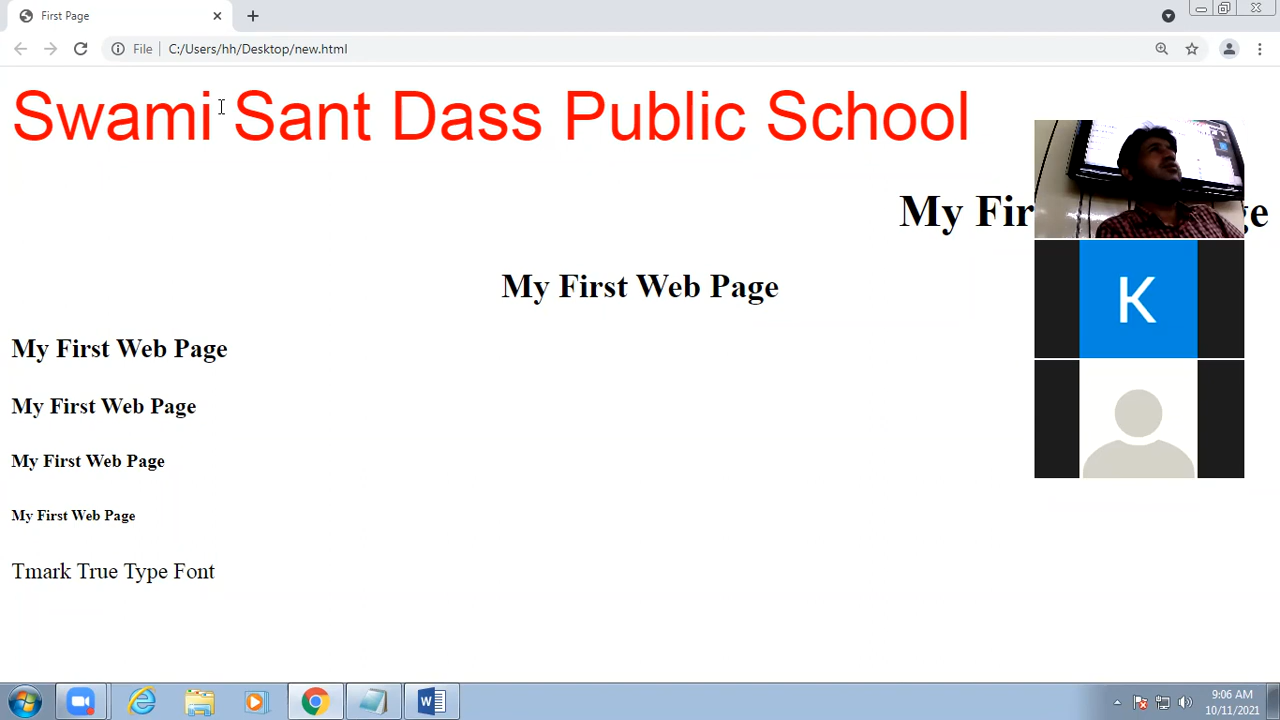 First Page
File
C:/Users/hh/Desktop/new.html
Swami Sant Dass Public School
My
My First Web Page
My First Web Page
My First Web Page
My First Web Page
My First Web Page
Tmark True Type Font
K
W
9:06 AM
10/11/2021